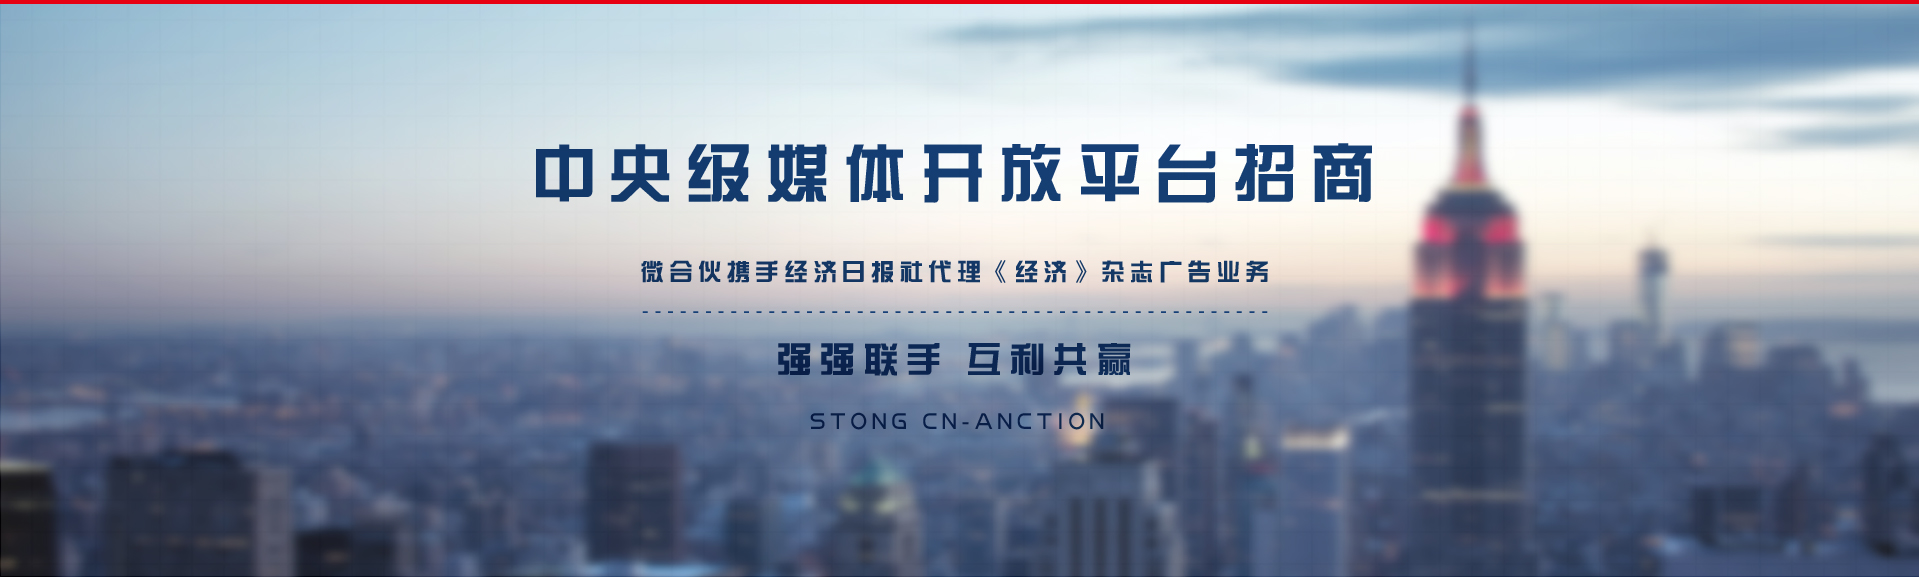 中央级媒体开放平台招商
微合伙携手经济日报社代理《经济》杂志广告业务
强强联手 互利共赢
STONG CN-ANCTION